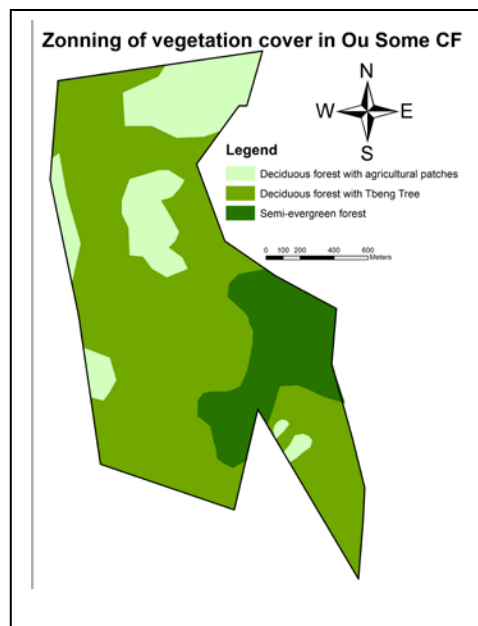 Zonning of vegetation cover in Ou Some CF
N
W E
S
Legend
Deciduous forest with agricultural patches
Deciduous forest with Tbeng Tree
Semi-evergreen forest
0 100 200 400 600
Meters